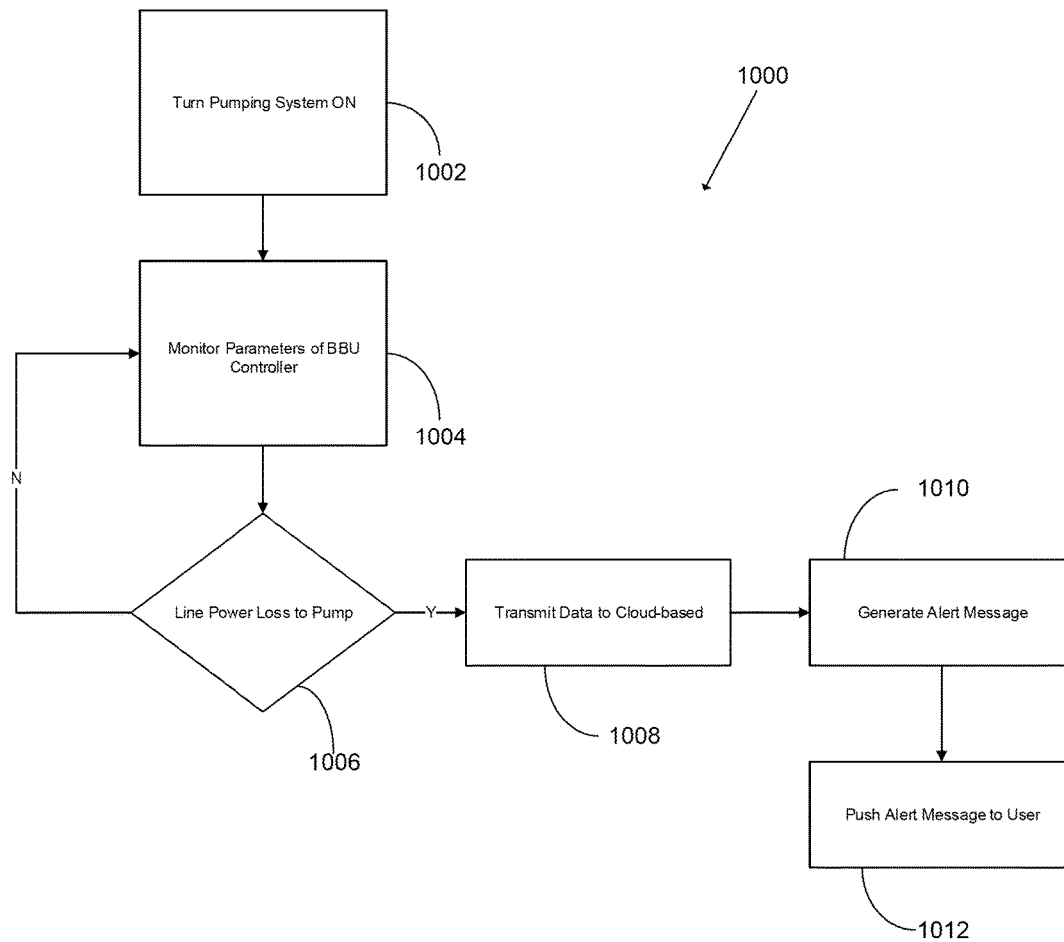 Turn Pumping System ON
1000
1002
Monitor Parameters of BBU
Controller
1004
N
1010
Line Power Loss to Pump
Y
Transmit Data to Cloud-based
Generate Alert Message
1008
1006
Push Alert Message to User
1012